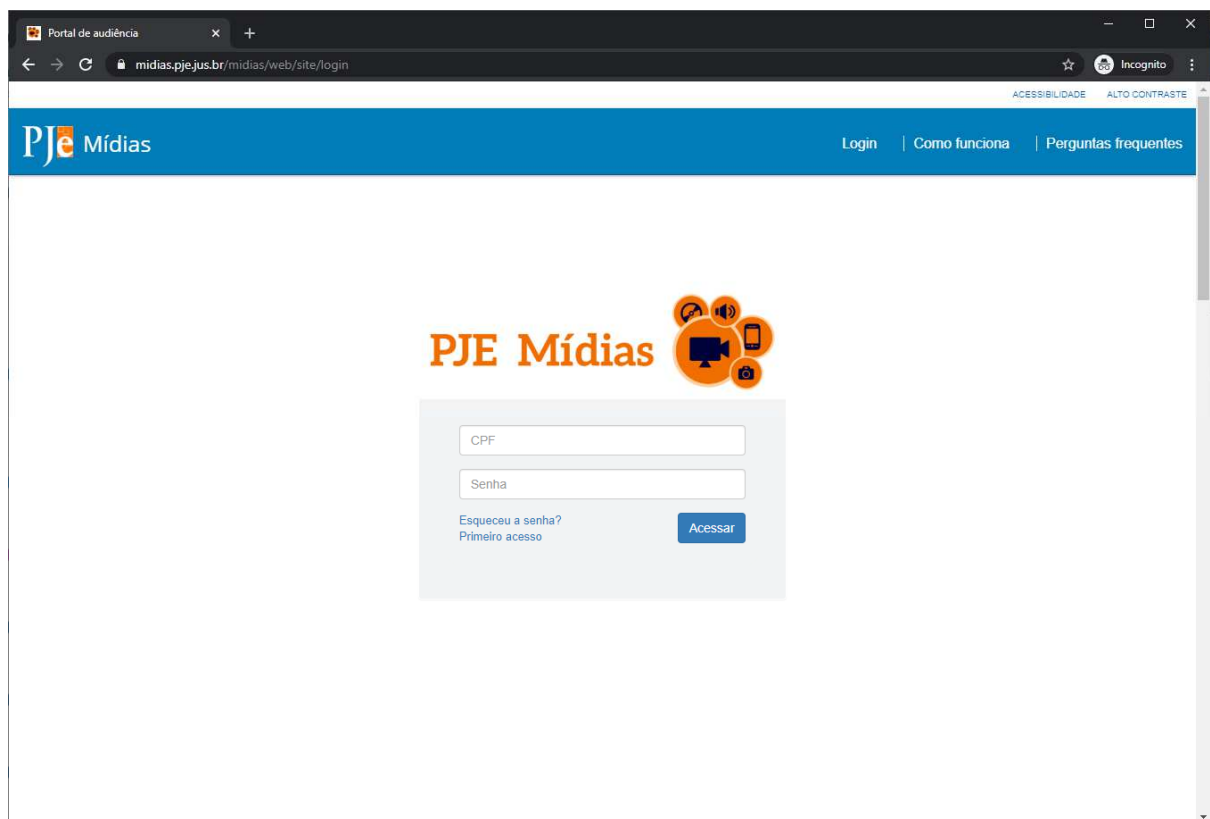 Portal de audiência
midias.pje.jus.br/midias/web/site/login
Incognito
ACESSIBILIDADE ALTO CONTRASTE
PJe Mídias
Login | Como funciona | Perguntas frequentes
PJE Mídias
CPF
Senha
Esqueceu a senha?
Acessar
Primeiro acesso